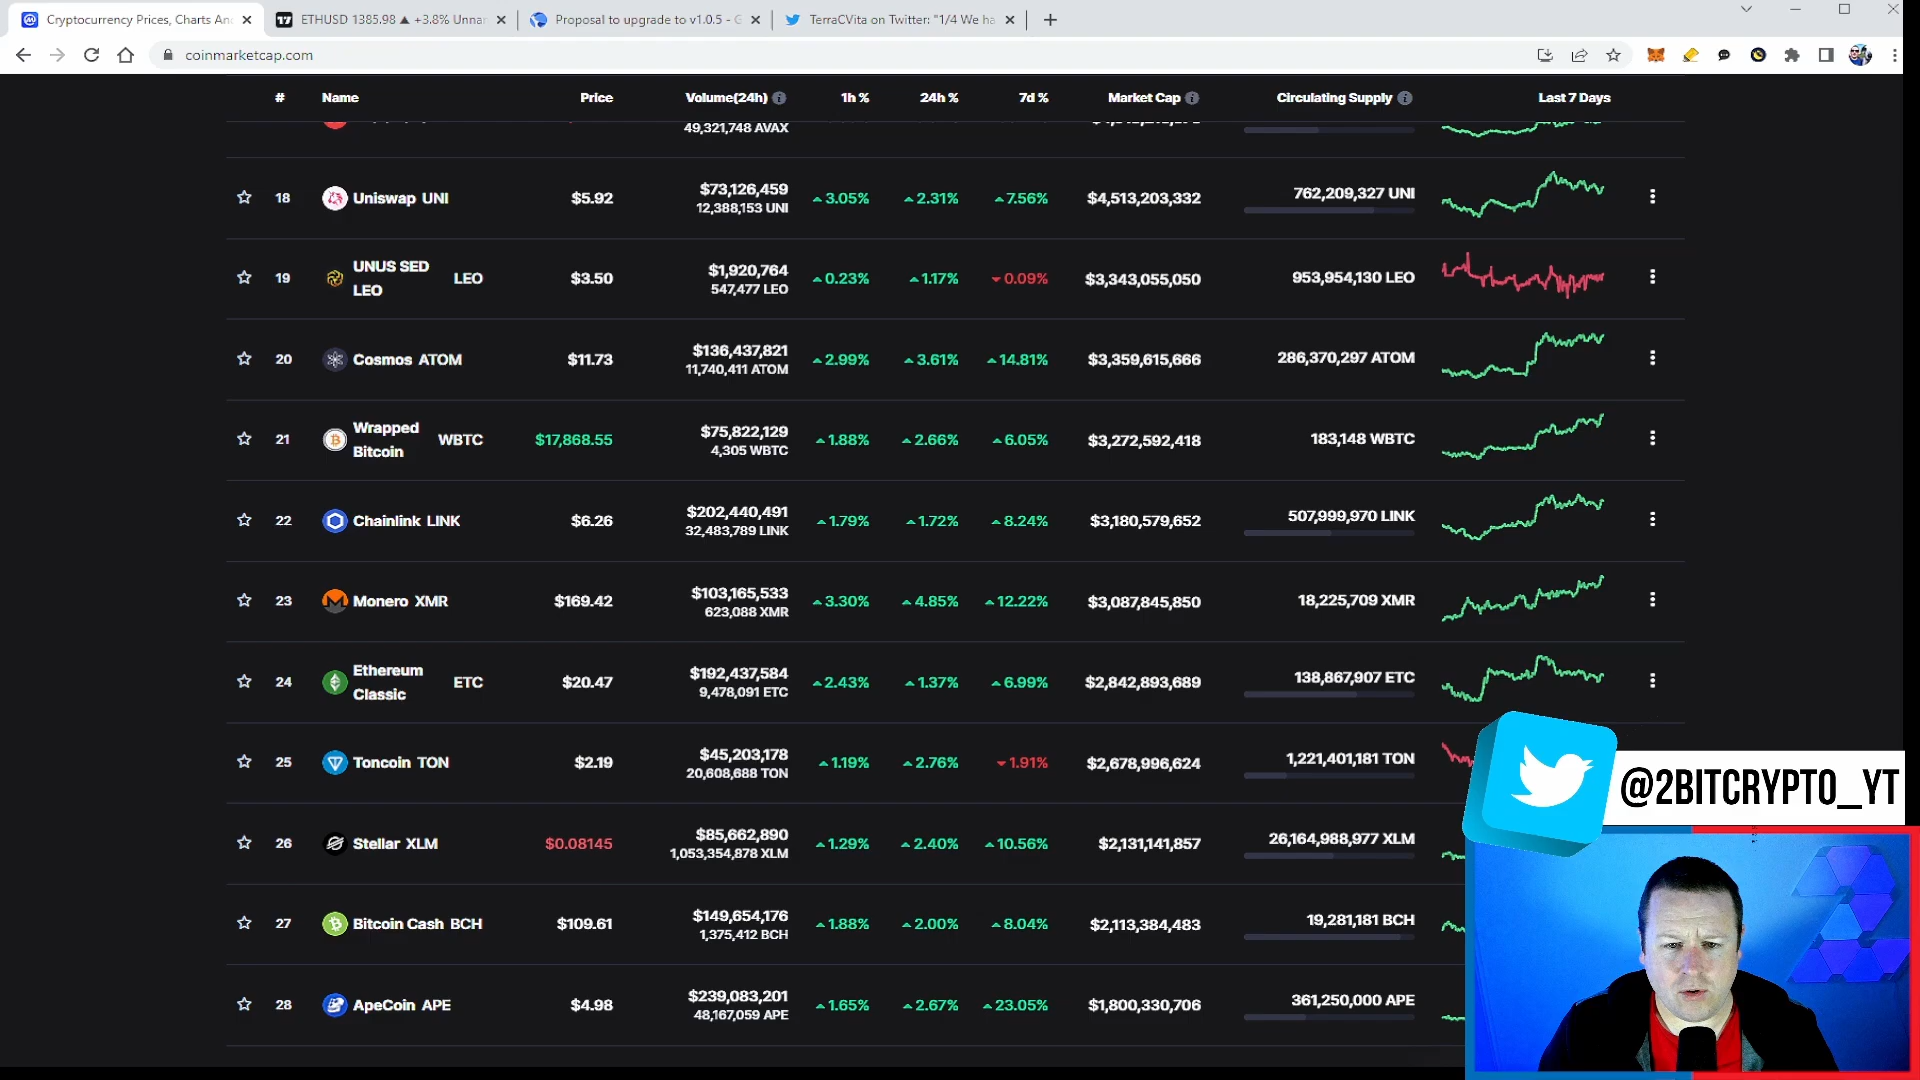 Cryptocurrency Prices, Charts An
ETHUSD 1385.98 ▲ +3.8% Unna
Proposal to upgrade to v1.0.5 - G
TerraCVita on Twitter: "1/4 We ha
coinmarketcap.com
# Name Price Volume(24h) 1h % 24h % 7d % Market Cap Circulating Supply Last 7 Days
49,321,748 AVAX
18 Uniswap UNI $5.92 $73,126,459 3.05% 2.31% 7.56% $4,513,203,332 762,209,327 UNI
12,388,153 UNI
19 UNUS SED LEO LEO $3.50 $1,920,764 0.23% 1.17% 0.09% $3,343,055,050 953,954,130 LEO
547,477 LEO
20 Cosmos ATOM $11.73 $136,437,821 2.99% 3.61% 14.81% $3,359,615,666 286,370,297 ATOM
11,740,411 ATOM
21 Wrapped Bitcoin WBTC $17,868.55 $75,822,129 1.88% 2.66% 6.05% $3,272,592,418 183,148 WBTC
4,305 WBTC
22 Chainlink LINK $6.26 $202,440,491 1.79% 1.72% 8.24% $3,180,579,652 507,999,970 LINK
32,483,789 LINK
23 Monero XMR $169.42 $103,165,533 3.30% 4.85% 12.22% $3,087,845,850 18,225,709 XMR
623,088 XMR
24 Ethereum Classic ETC $20.47 $192,437,584 2.43% 1.37% 6.99% $2,842,893,689 138,867,907 ETC
9,478,091 ETC
25 Toncoin TON $2.19 $45,203,178 1.19% 2.76% 1.91% $2,678,996,624 1,221,401,181 TON
20,608,688 TON
@2BITCRYPTO_YT
26 Stellar XLM $0.08145 $85,662,890 1.29% 2.40% 10.56% $2,131,141,857 26,164,988,977 XLM
1,053,354,878 XLM
27 Bitcoin Cash BCH $109.61 $149,654,176 1.88% 2.00% 8.04% $2,113,384,483 19,281,181 BCH
1,375,412 BCH
28 ApeCoin APE $4.98 $239,083,201 1.65% 2.67% 23.05% $1,800,330,706 361,250,000 APE
48,167,059 APE